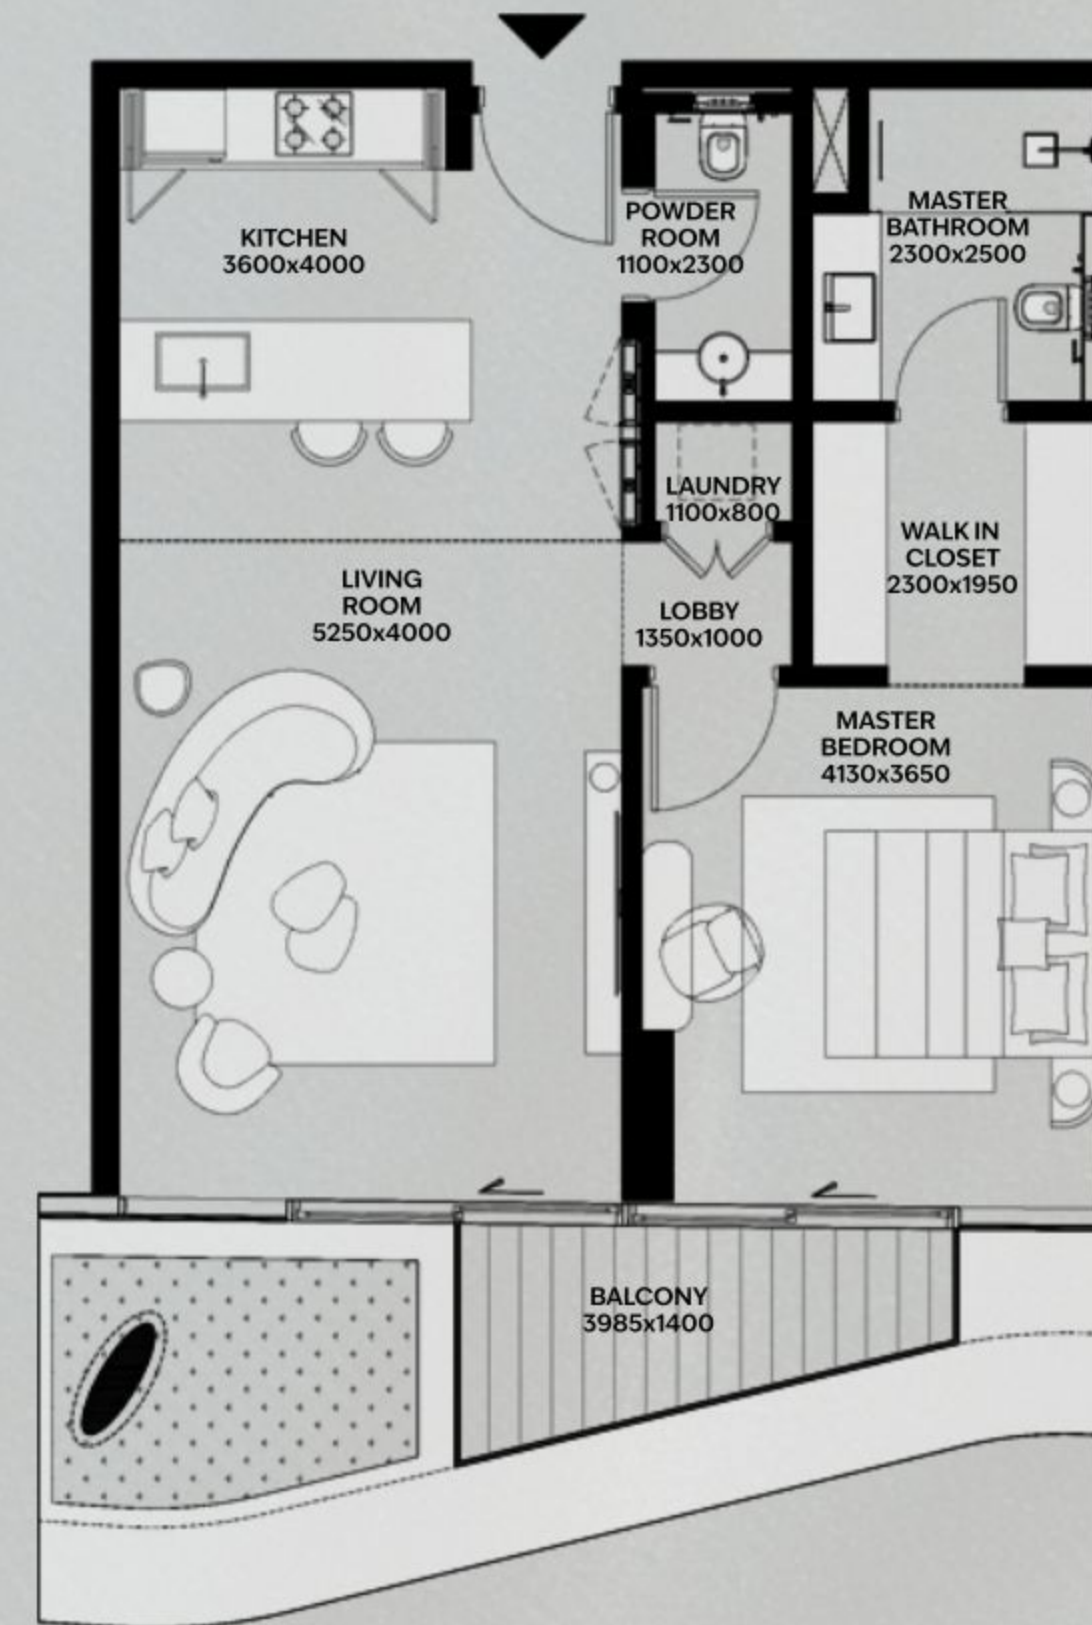 KITCHEN
3600x4000
POWDER
ROOM
1100x2300
MASTER
BATHROOM
2300x2500
LAUNDRY
1100x800
WALK IN
CLOSET
2300x1950
LIVING
ROOM
5250x4000
LOBBY
1350x1000
MASTER
BEDROOM
4130x3650
BALCONY
3985x1400